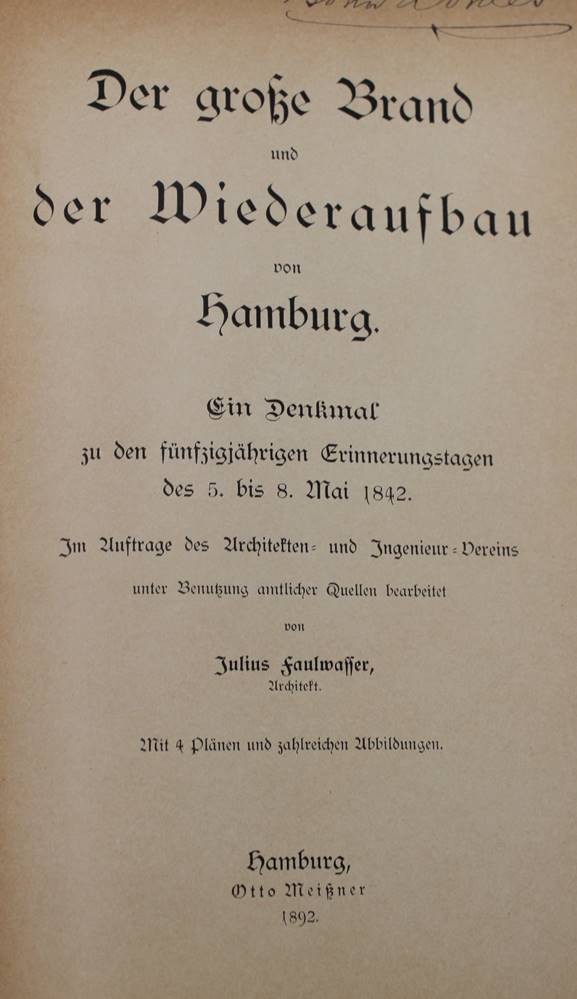 Der große Brand
und
der Wiederaufbau
von
Hamburg.
Ein Denkmal
zu den fünfzigjährigen Erinnerungstagen
des 5. bis 8. Mai 1842.
Im Auftrage des Architekten- und Ingenieur-Vereins
unter Benutzung amtlicher Quellen bearbeitet
von
Julius Faulwasser,
Architekt.
Mit 4 Plänen und zahlreichen Abbildungen.
Hamburg,
Otto Meißner
1892.